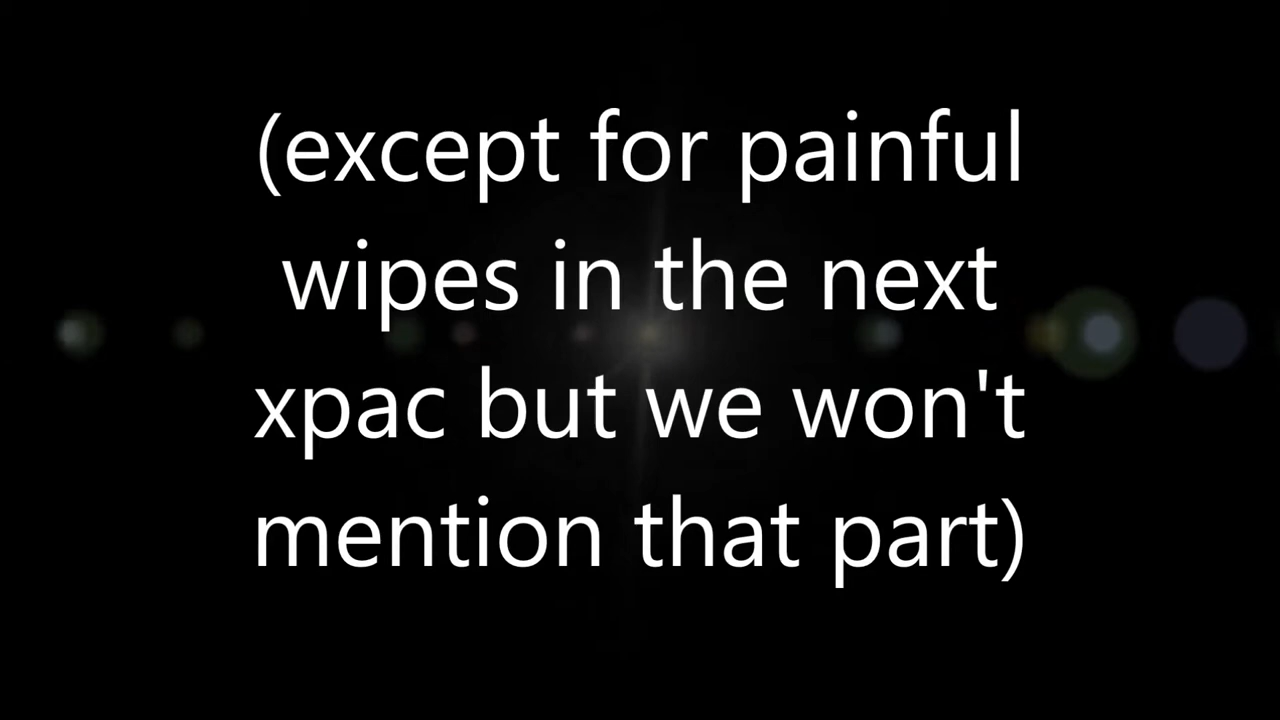 (except for painful
wipes in the next
xpac but we won't
mention that part)